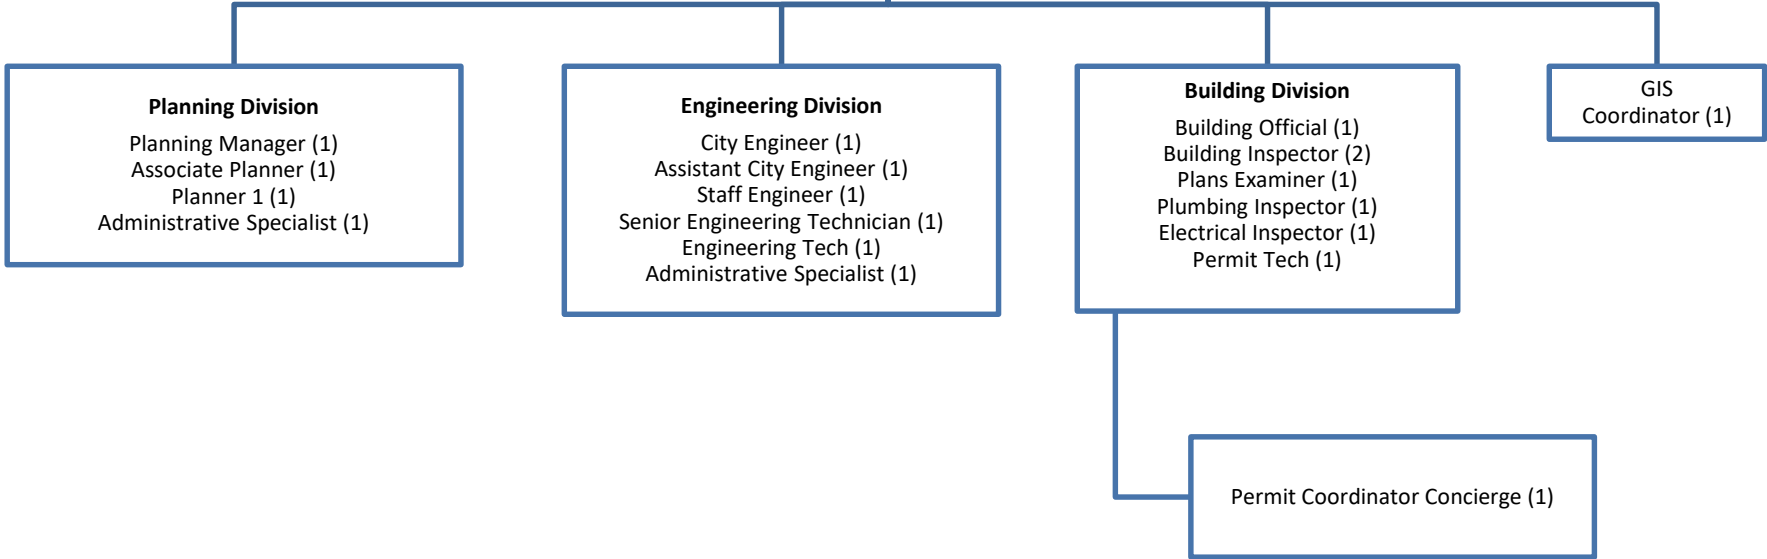 Planning Division
Planning Manager (1)
Associate Planner (1)
Planner 1 (1)
Administrative Specialist (1)
Engineering Division
City Engineer (1)
Assistant City Engineer (1)
Staff Engineer (1)
Senior Engineering Technician (1)
Engineering Tech (1)
Administrative Specialist (1)
Building Division
Building Official (1)
Building Inspector (2)
Plans Examiner (1)
Plumbing Inspector (1)
Electrical Inspector (1)
Permit Tech (1)
GIS
Coordinator (1)
Permit Coordinator Concierge (1)